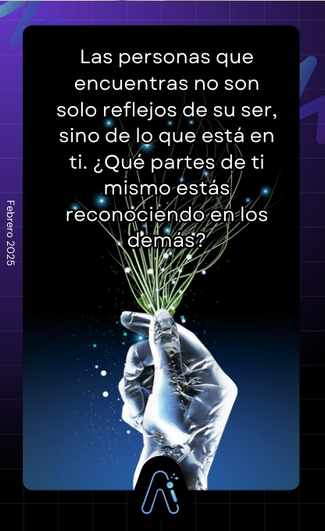 Las personas que
encuentras no son
solo reflejos de su ser,
sino de lo que está en
ti. ¿Qué partes de ti
mismo estás
reconociendo en los
demás?
Febrero 2025